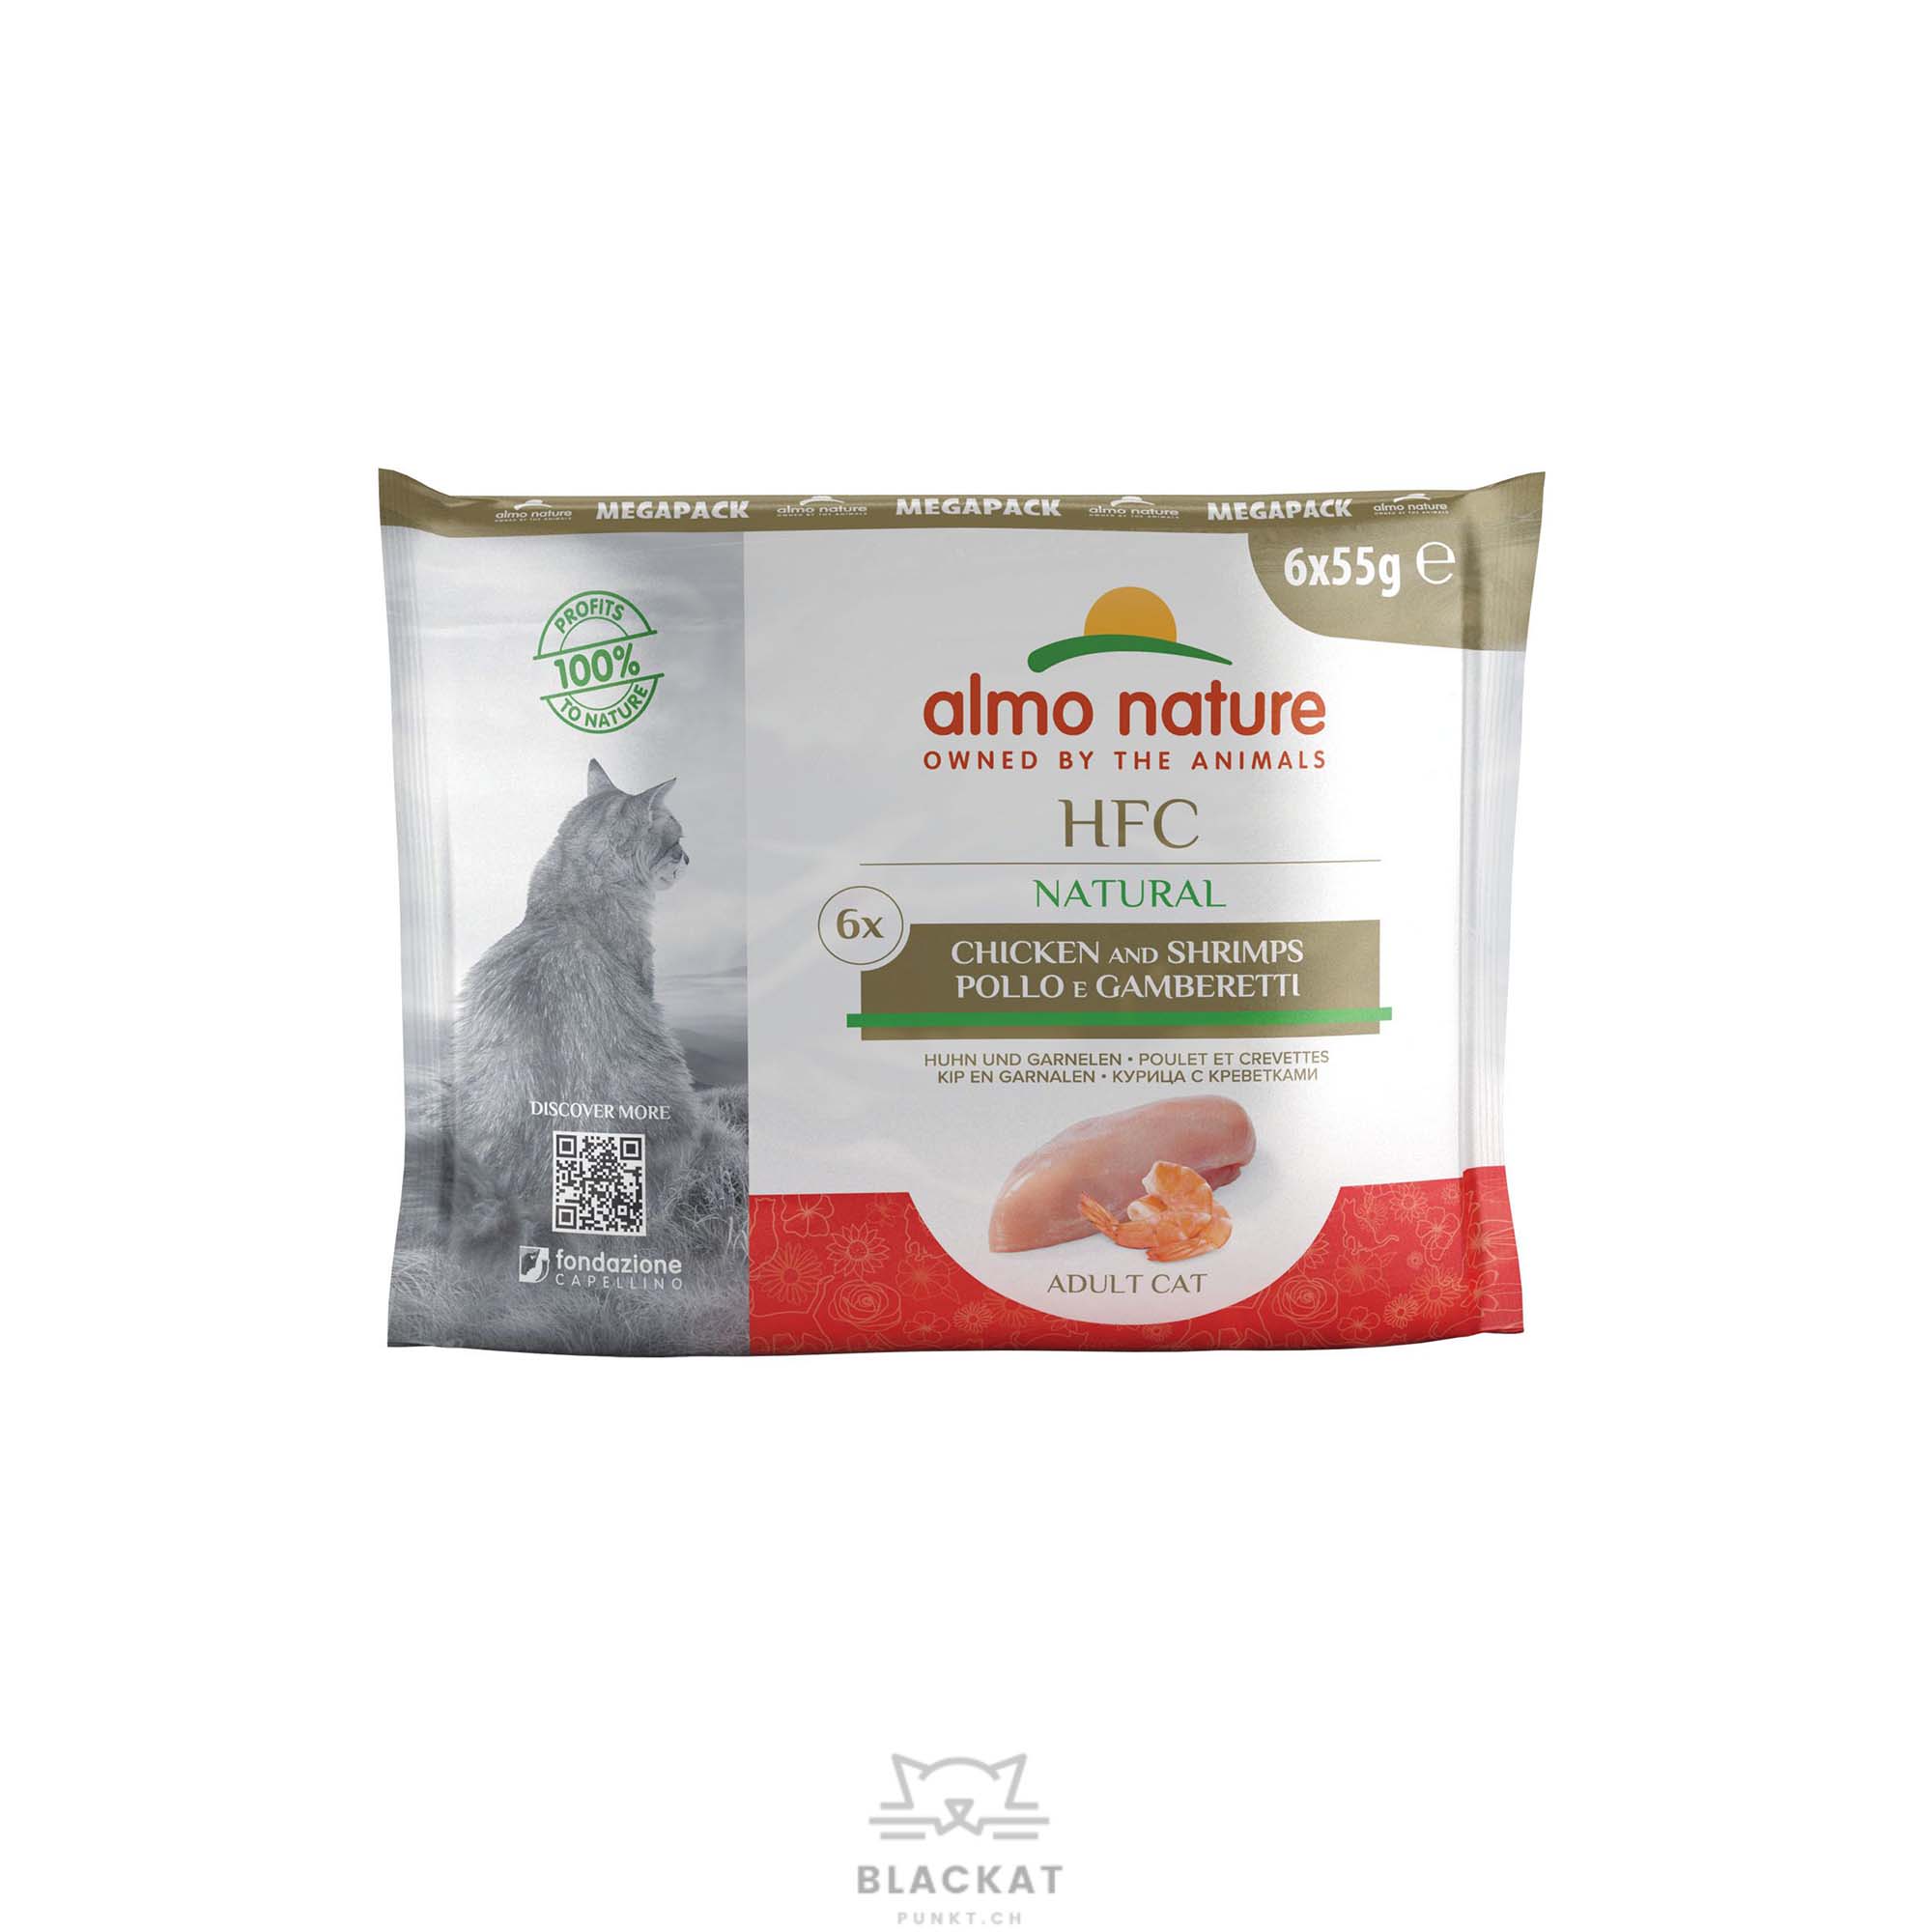 almo nature MEGAPACK almo nature MEGAPACK almo nature MEGAPACK almo nature
6x55g ℮
PROFITS
100%
TO NATURE
almo nature
OWNED BY THE ANIMALS
HFC
NATURAL
6x
CHICKEN AND SHRIMPS
POLLO E GAMBERETTI
HUHN UND GARNELEN • POULET ET CREVETTES
KIP EN GARNALEN • КУРИЦА С КРЕВЕТКАМИ
ADULT CAT
DISCOVER MORE
fondazione
CAPELLINO
BLACKAT
PUNKT.CH